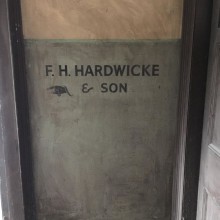 F. H. HARDWICKE
& SON